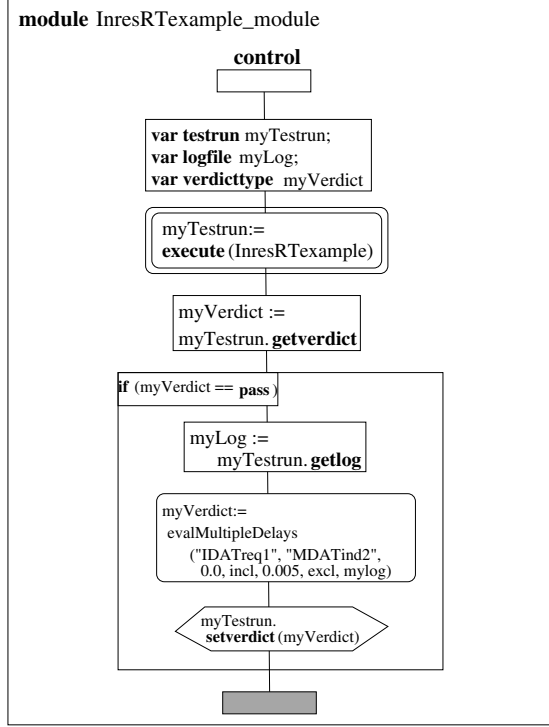 module InresRTexample_module
control
var testrun myTestrun;
var logfile myLog;
var verdicttype myVerdict
myTestrun:=
execute (InresRTexample)
myVerdict :=
myTestrun. getverdict
if (myVerdict == pass)
myLog :=
myTestrun. getlog
myVerdict:=
evalMultipleDelays
("IDATreq1", "MDATind2",
0.0, incl, 0.005, excl, mylog)
myTestrun.
setverdict (myVerdict)